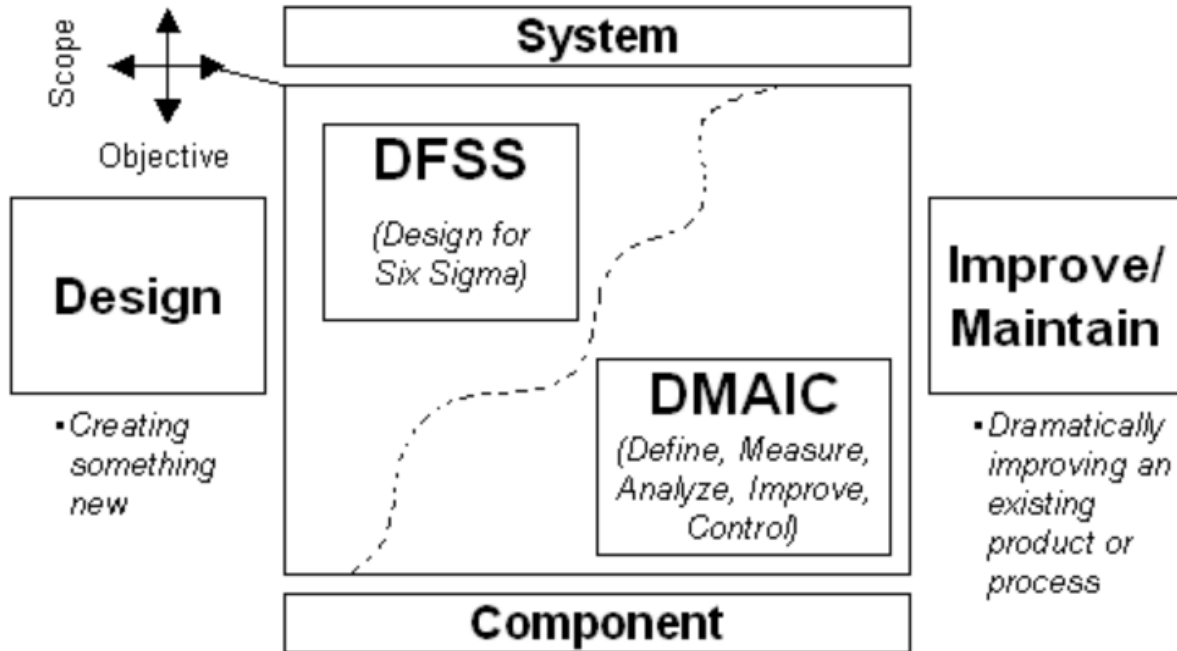 System
Scope
Objective
DFSS
(Design for
Six Sigma)
Design
▪Creating
something
new
DMAIC
(Define, Measure,
Analyze, Improve,
Control)
Improve/
Maintain
▪Dramatically
improving an
existing
product or
process
Component